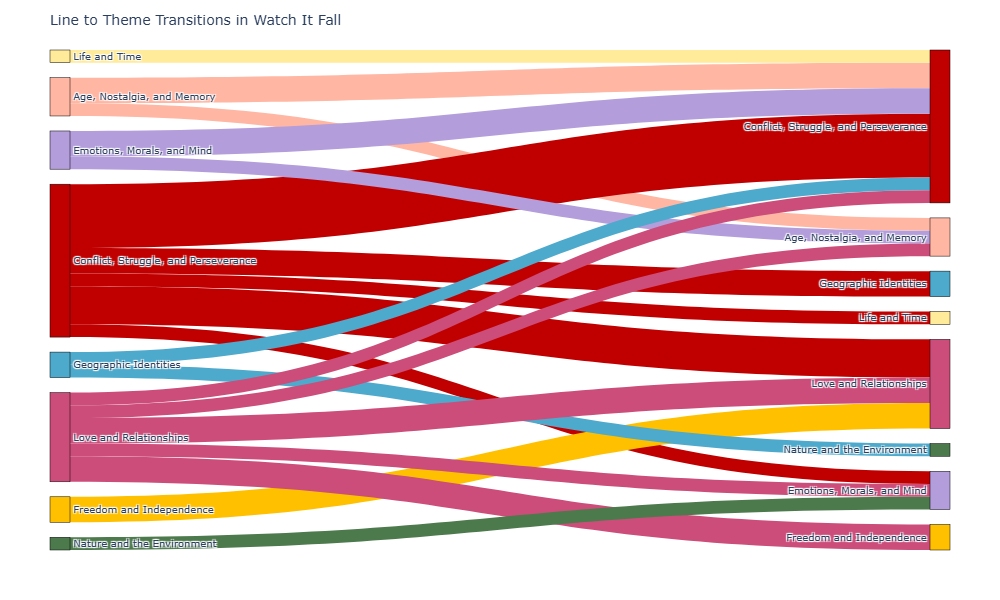 Line to Theme Transitions in Watch It Fall
Life and Time
Age, Nostalgia, and Memory
Emotions, Morals, and Mind
Conflict, Struggle, and Perseverance
Geographic Identities
Love and Relationships
Freedom and Independence
Nature and the Environment
Conflict, Struggle, and Perseverance
Age, Nostalgia, and Memory
Geographic Identities
Life and Time
Love and Relationships
Nature and the Environment
Emotions, Morals, and Mind
Freedom and Independence